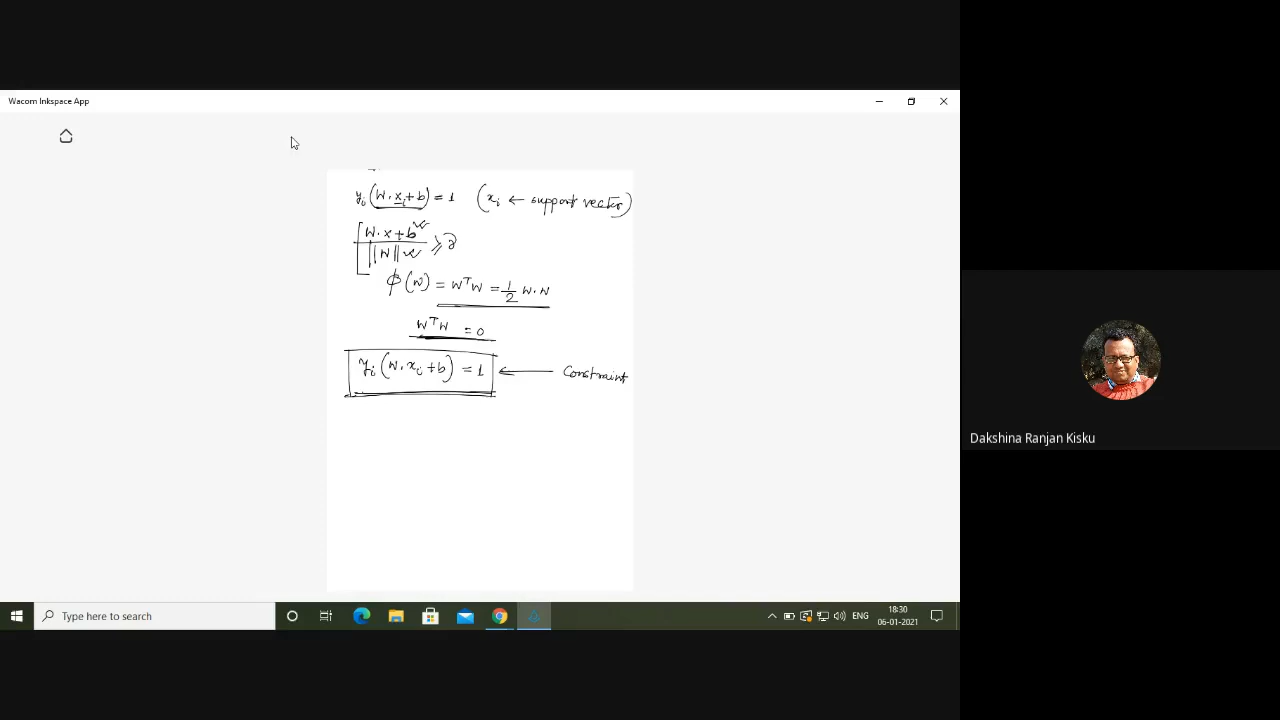 Wacom Inkspace App
yi (W.xi+b) = 1 (xi ← support vector)
W.x+b
||W|| ≥
φ(w) = WᵀW = 1/2 W.W
WᵀW = 0
yi (W.xi+b) = 1 ← Constraint
Dakshina Ranjan Kisku
Type here to search
ENG
18:30
06-01-2021